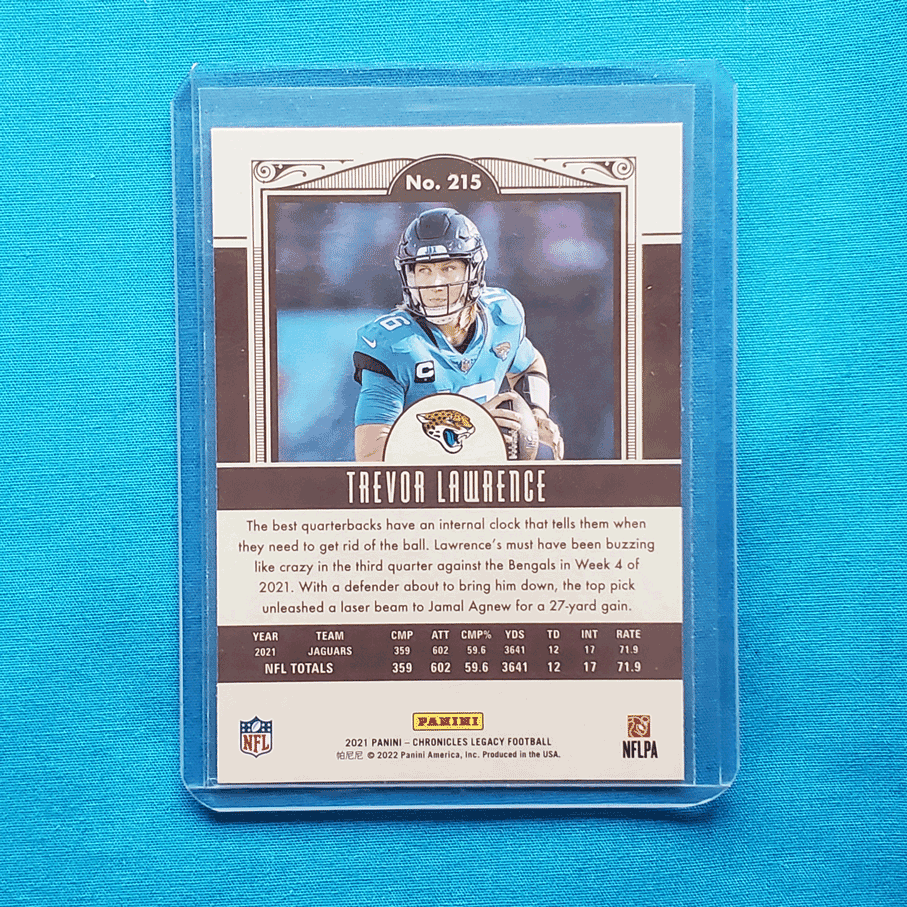 No. 215
16
C
TREVOR LAWRENCE
The best quarterbacks have an internal clock that tells them when
they need to get rid of the ball. Lawrence's must have been buzzing
like crazy in the third quarter against the Bengals in Week 4 of
2021. With a defender about to bring him down, the top pick
unleashed a laser beam to Jamal Agnew for a 27-yard gain.
YEAR TEAM CMP ATT CMP% YDS TD INT RATE
2021 JAGUARS 359 602 59.6 3641 12 17 71.9
NFL TOTALS 359 602 59.6 3641 12 17 71.9
PANINI
NFL
2021 PANINI – CHRONICLES LEGACY FOOTBALL
帕尼尼 © 2022 Panini America, Inc. Produced in the USA.
NFLPA